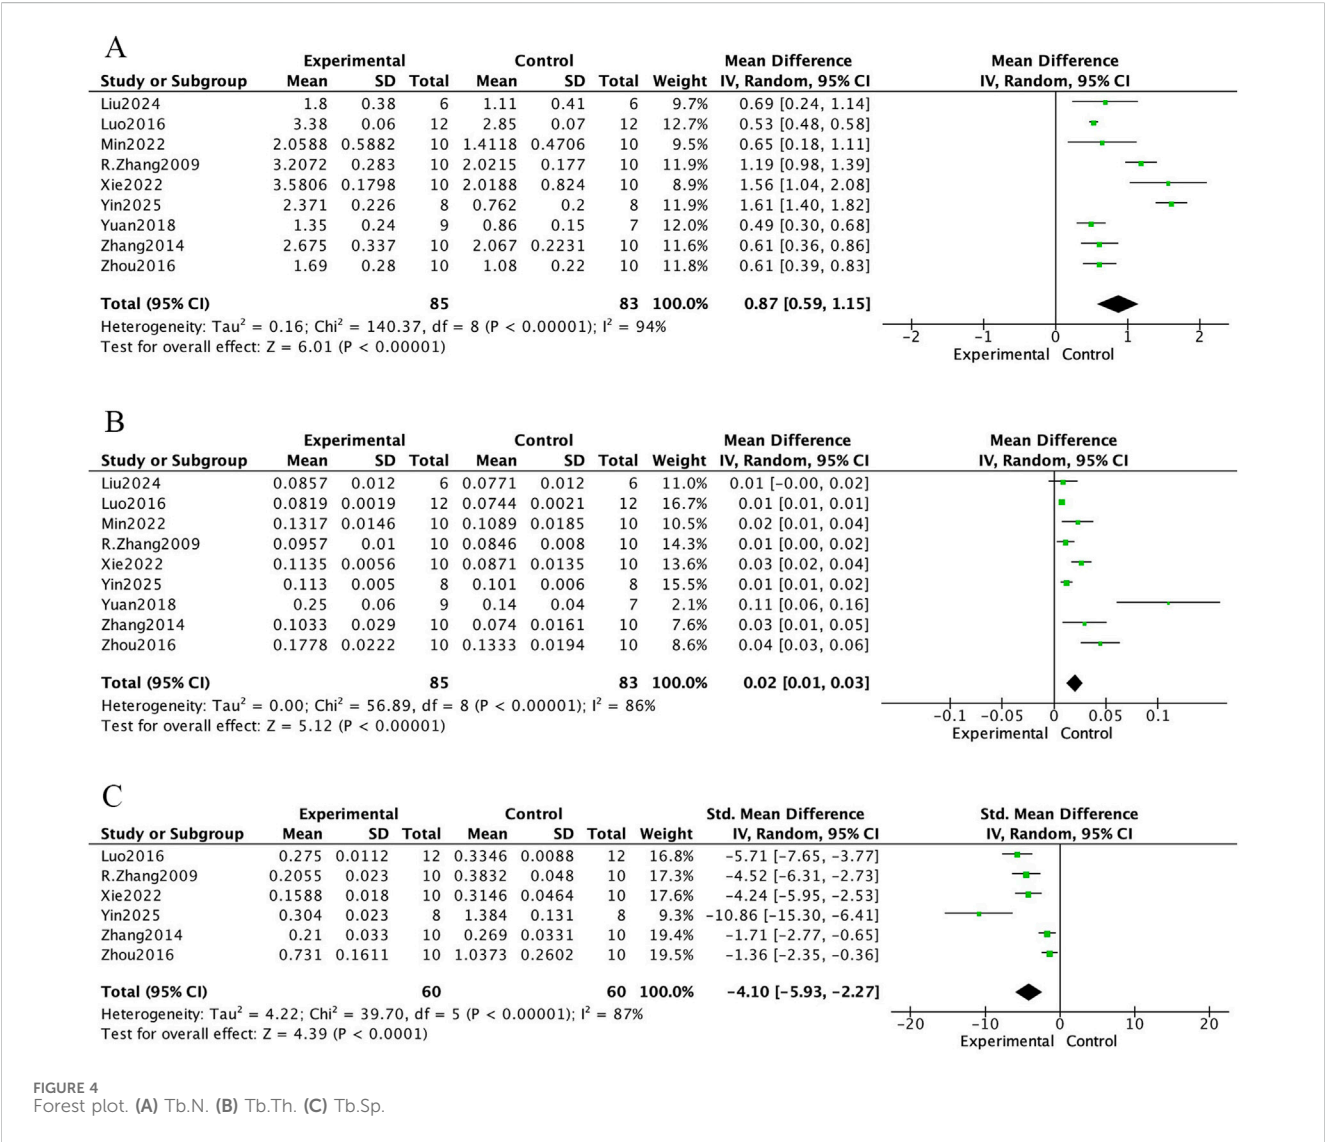 A
Experimental Control Mean Difference Mean Difference
Study or Subgroup Mean SD Total Mean SD Total Weight IV, Random, 95% CI IV, Random, 95% CI
Liu2024 1.8 0.38 6 1.11 0.41 6 9.7% 0.69 [0.24, 1.14]
Luo2016 3.38 0.06 12 2.85 0.07 12 12.7% 0.53 [0.48, 0.58]
Min2022 2.0588 0.5882 10 1.4118 0.4706 10 9.5% 0.65 [0.18, 1.11]
R.Zhang2009 3.2072 0.283 10 2.0215 0.177 10 11.9% 1.19 [0.98, 1.39]
Xie2022 3.5806 0.1798 10 2.0188 0.824 10 8.9% 1.56 [1.04, 2.08]
Yin2025 2.371 0.226 8 0.762 0.2 8 11.9% 1.61 [1.40, 1.82]
Yuan2018 1.35 0.24 9 0.86 0.15 7 12.0% 0.49 [0.30, 0.68]
Zhang2014 2.675 0.337 10 2.067 0.2231 10 11.6% 0.61 [0.36, 0.86]
Zhou2016 1.69 0.28 10 1.08 0.22 10 11.8% 0.61 [0.39, 0.83]
Total (95% CI) 85 83 100.0% 0.87 [0.59, 1.15]
Heterogeneity: Tau² = 0.16; Chi² = 140.37, df = 8 (P < 0.00001); I² = 94%
Test for overall effect: Z = 6.01 (P < 0.00001)
−2 −1 0 1 2
Experimental Control
B
Experimental Control Mean Difference Mean Difference
Study or Subgroup Mean SD Total Mean SD Total Weight IV, Random, 95% CI IV, Random, 95% CI
Liu2024 0.0857 0.012 6 0.0771 0.012 6 11.0% 0.01 [−0.00, 0.02]
Luo2016 0.0819 0.0019 12 0.0744 0.0021 12 16.7% 0.01 [0.01, 0.01]
Min2022 0.1317 0.0146 10 0.1089 0.0185 10 10.5% 0.02 [0.01, 0.04]
R.Zhang2009 0.0957 0.01 10 0.0846 0.008 10 14.3% 0.01 [0.00, 0.02]
Xie2022 0.1135 0.0056 10 0.0871 0.0135 10 13.6% 0.03 [0.02, 0.04]
Yin2025 0.113 0.005 8 0.101 0.006 8 15.5% 0.01 [0.01, 0.02]
Yuan2018 0.25 0.06 9 0.14 0.04 7 2.1% 0.11 [0.06, 0.16]
Zhang2014 0.1033 0.029 10 0.074 0.0161 10 7.6% 0.03 [0.01, 0.05]
Zhou2016 0.1778 0.0222 10 0.1333 0.0194 10 8.6% 0.04 [0.03, 0.06]
Total (95% CI) 85 83 100.0% 0.02 [0.01, 0.03]
Heterogeneity: Tau² = 0.00; Chi² = 56.89, df = 8 (P < 0.00001); I² = 86%
Test for overall effect: Z = 5.12 (P < 0.00001)
−0.1 −0.05 0 0.05 0.1
Experimental Control
C
Experimental Control Std. Mean Difference Std. Mean Difference
Study or Subgroup Mean SD Total Mean SD Total Weight IV, Random, 95% CI IV, Random, 95% CI
Luo2016 0.275 0.0112 12 0.3346 0.0088 12 16.8% −5.71 [−7.65, −3.77]
R.Zhang2009 0.2055 0.023 10 0.3832 0.048 10 17.3% −4.52 [−6.31, −2.73]
Xie2022 0.1588 0.018 10 0.3146 0.0464 10 17.6% −4.24 [−5.95, −2.53]
Yin2025 0.304 0.023 8 1.384 0.131 8 9.3% −10.86 [−15.30, −6.41]
Zhang2014 0.21 0.033 10 0.269 0.0331 10 19.4% −1.71 [−2.77, −0.65]
Zhou2016 0.731 0.1611 10 1.0373 0.2602 10 19.5% −1.36 [−2.35, −0.36]
Total (95% CI) 60 60 100.0% −4.10 [−5.93, −2.27]
Heterogeneity: Tau² = 4.22; Chi² = 39.70, df = 5 (P < 0.00001); I² = 87%
Test for overall effect: Z = 4.39 (P < 0.0001)
−20 −10 0 10 20
Experimental Control
FIGURE 4
Forest plot. (A) Tb.N. (B) Tb.Th. (C) Tb.Sp.